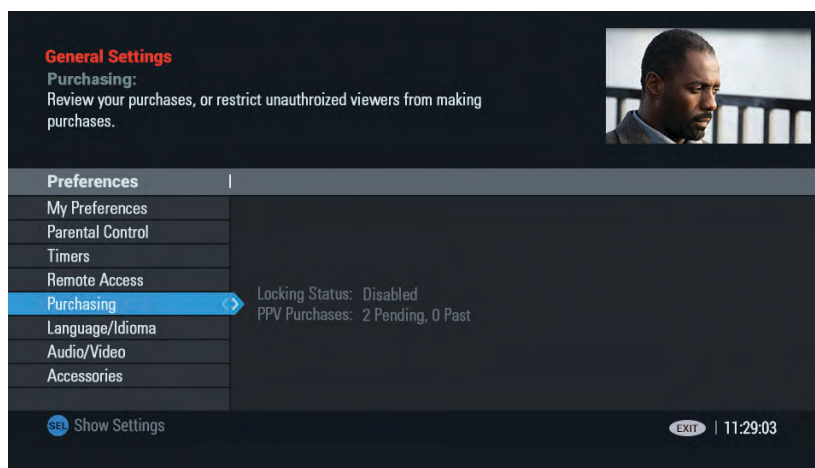 General Settings
Purchasing:
Review your purchases, or restrict unauthroized viewers from making
purchases.
Preferences
My Preferences
Parental Control
Timers
Remote Access
Purchasing
Locking Status: Disabled
PPV Purchases: 2 Pending, 0 Past
Language/Idioma
Audio/Video
Accessories
SEL Show Settings
EXIT | 11:29:03